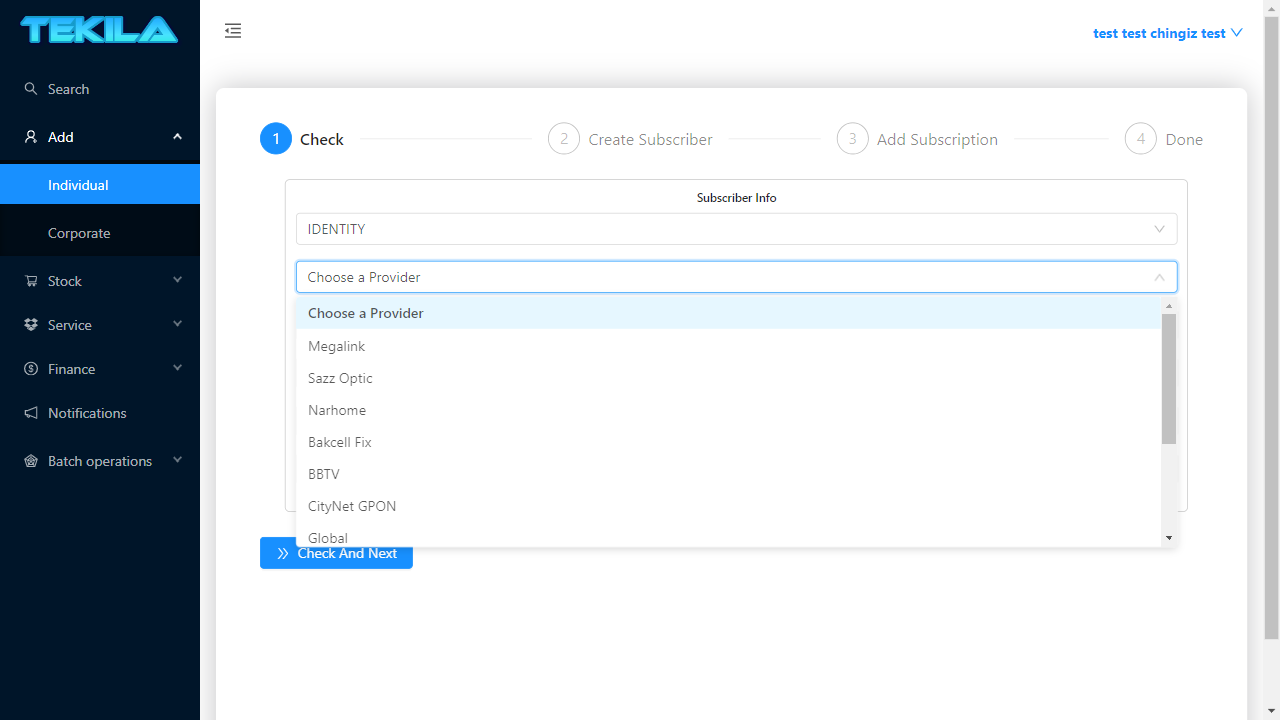 TEKILA
test test chingiz test
Search
Add
Individual
Corporate
Stock
Service
Finance
Notifications
Batch operations
1 Check
2 Create Subscriber
3 Add Subscription
4 Done
Subscriber Info
IDENTITY
Choose a Provider
Choose a Provider
Megalink
Sazz Optic
Narhome
Bakcell Fix
BBTV
CityNet GPON
Global
Check And Next